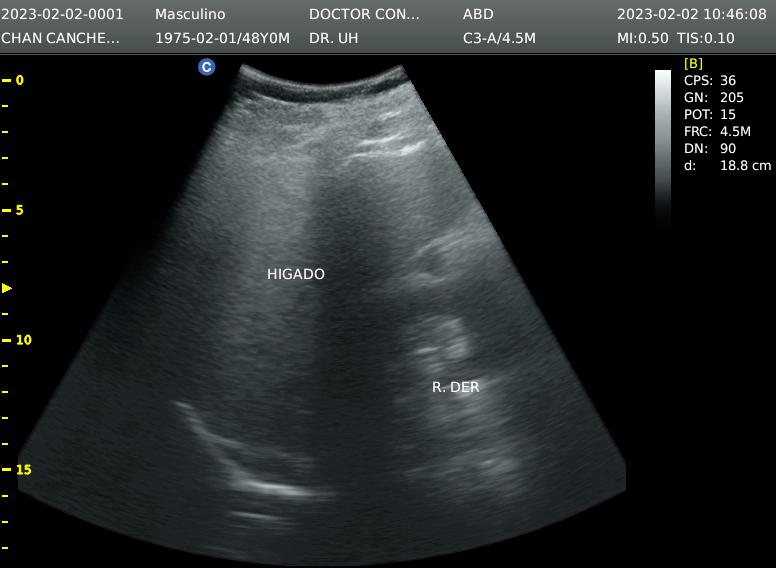 2023-02-02-0001 Masculino DOCTOR CON... ABD 2023-02-02 10:46:08
CHAN CANCHE... 1975-02-01/48Y0M DR. UH C3-A/4.5M MI:0.50 TIS:0.10
C
[B]
CPS: 36
GN: 205
POT: 15
FRC: 4.5M
DN: 90
d: 18.8 cm
0
5
HIGADO
10
R. DER
15